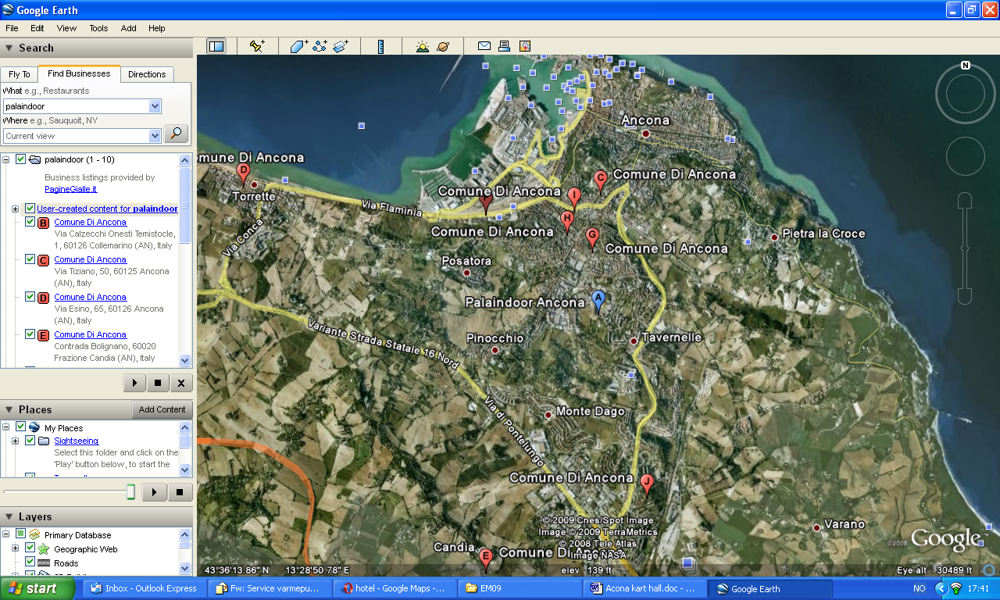 Google Earth
File Edit View Tools Add Help
Search
Fly To Find Businesses Directions
What e.g., Restaurants
palaindoor
Where e.g., Sauquoit, NY
Current view
palaindoor (1 - 10)
Business listings provided by
PagineGialle.it
User-created content for palaindoor
B Comune Di Ancona
Via Calzecchi Onesti Temistocle,
1, 60126 Collemarino (AN), Italy
C Comune Di Ancona
Via Tiziano, 50, 60125 Ancona
(AN), Italy
D Comune Di Ancona
Via Esino, 65, 60126 Ancona
(AN), Italy
E Comune Di Ancona
Contrada Bolignano, 60020
Frazione Candia (AN), Italy
Places
Add Content
My Places
Sightseeing
Select this folder and click on the
'Play' button below, to start the
Layers
Primary Database
Geographic Web
Roads
N
Ancona
mune Di Ancona
D
Torrette
C
Comune Di Ancona
Comune Di Ancona
I
Via Flaminia
H
Comune Di Ancona
G
Comune Di Ancona
Via Conca
Pietra la Croce
Posatora
Palaindoor Ancona
A
Variante Strada Statale 16 Nord
Pinocchio
Tavernelle
Via di Pontelungo
Monte Dago
Comune Di Ancona
J
Varano
Candia
E
Comune Di Ancona
© 2009 Cnes/Spot Image
Image © 2009 TerraMetrics
© 2008 Tele Atlas
Image NASA
©2008 Google
43°36'13.86" N 13°28'50.78" E
elev 139 ft
Eye alt 30489 ft
start
Inbox - Outlook Express
Fw: Service varmepu...
hotel - Google Maps -...
EM09
Acona kart hall.doc - ...
Google Earth
NO
17:41